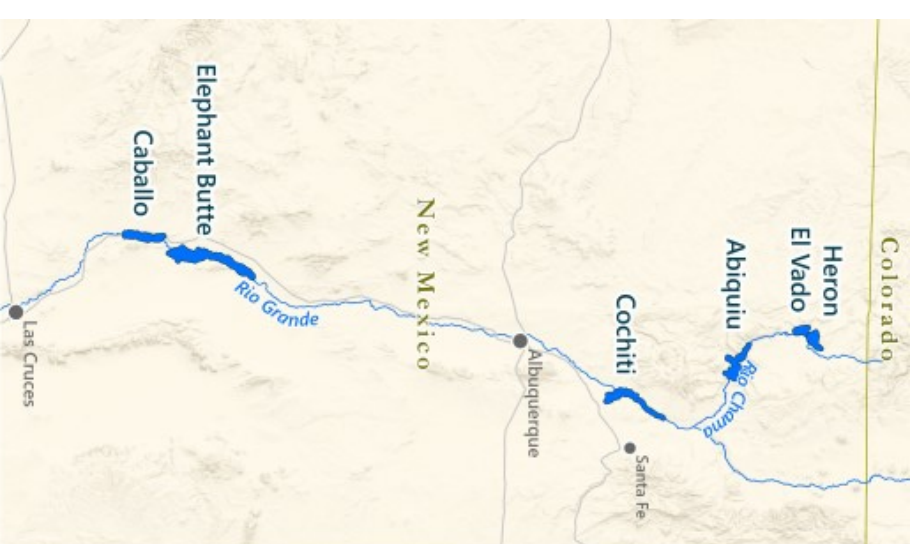 Colorado
Heron
El Vado
Abiquiu
Rio Chama
Cochiti
Santa Fe
Albuquerque
New Mexico
Rio Grande
Elephant Butte
Caballo
Las Cruces